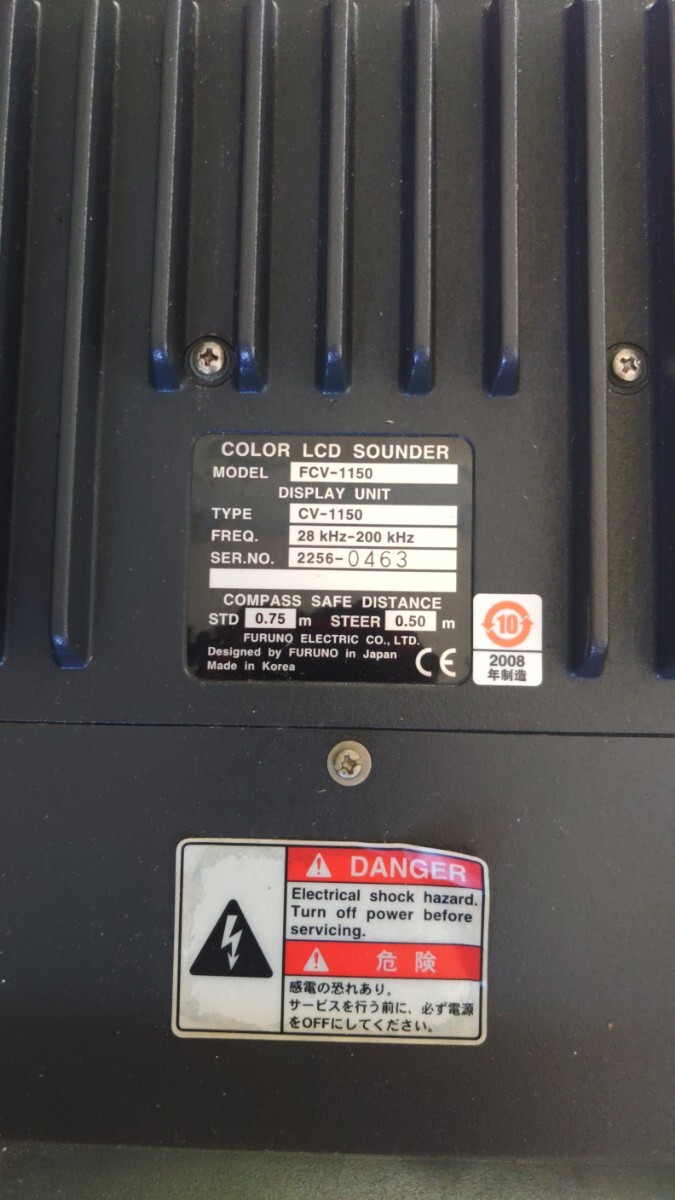 COLOR LCD SOUNDER
MODEL FCV-1150
DISPLAY UNIT
TYPE CV-1150
FREQ. 28 kHz-200 kHz
SER.NO. 2256-0463
COMPASS SAFE DISTANCE
STD 0.75 m STEER 0.50 m
FURUNO ELECTRIC CO., LTD.
Designed by FURUNO in Japan
Made in Korea
CE
10
2008
年制造
DANGER
Electrical shock hazard.
Turn off power before
servicing.
危 険
感電の恐れあり。
サービスを行う前に、必ず電源
をOFFにしてください。